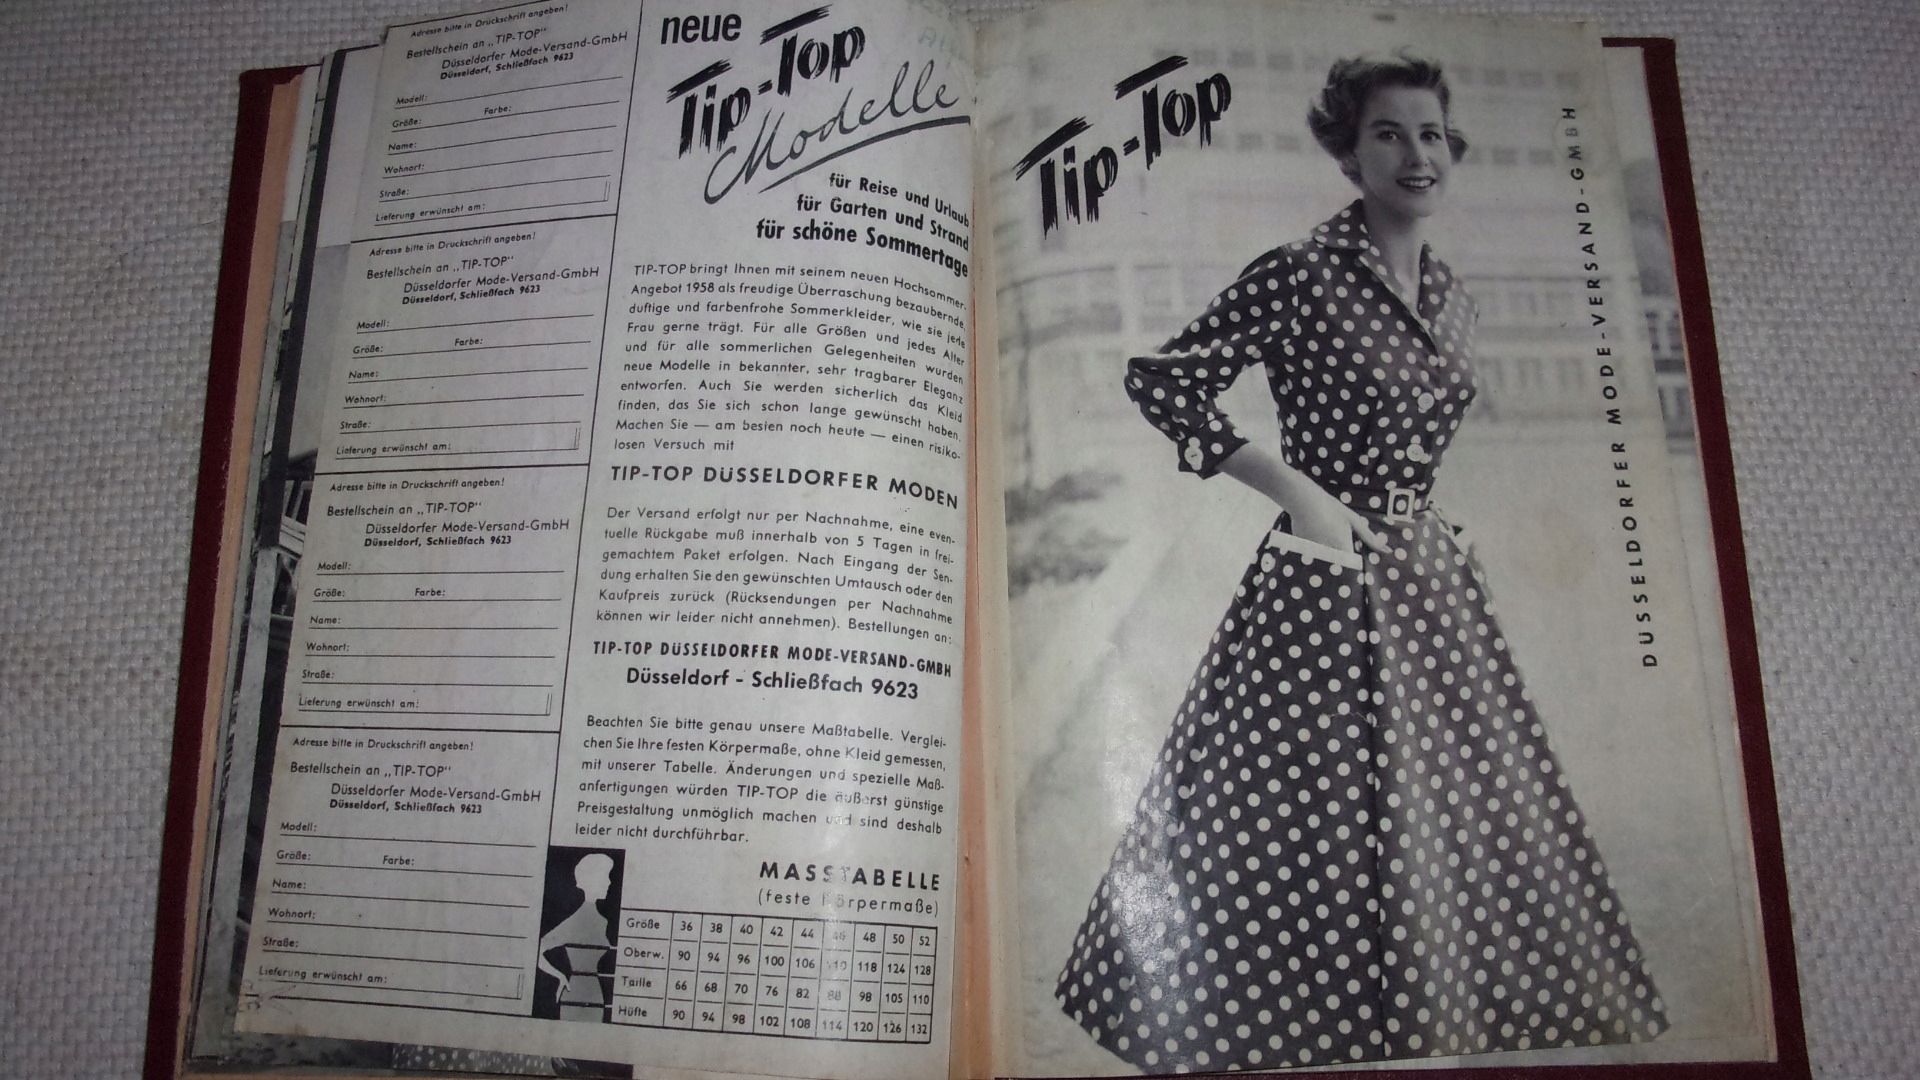 Adresse bitte in Druckschrift angeben!
Bestellschein an „TIP-TOP"
Düsseldorfer Mode-Versand-GmbH
Düsseldorf, Schließfach 9623
Modell:
Größe: Farbe:
Name:
Wohnort:
Straße:
Lieferung erwünscht am:
Adresse bitte in Druckschrift angeben!
Bestellschein an „TIP-TOP"
Düsseldorfer Mode-Versand-GmbH
Düsseldorf, Schließfach 9623
Modell:
Größe: Farbe:
Name:
Wohnort:
Straße:
Lieferung erwünscht am:
Adresse bitte in Druckschrift angeben!
Bestellschein an „TIP-TOP"
Düsseldorfer Mode-Versand-GmbH
Düsseldorf, Schließfach 9623
Modell:
Größe: Farbe:
Name:
Wohnort:
Straße:
Lieferung erwünscht am:
Adresse bitte in Druckschrift angeben!
Bestellschein an „TIP-TOP"
Düsseldorfer Mode-Versand-GmbH
Düsseldorf, Schließfach 9623
Modell:
Größe: Farbe:
Name:
Wohnort:
Straße:
Lieferung erwünscht am:
neue
Tip-Top
Modelle
für Reise und Urlaub
für Garten und Strand
für schöne Sommertage
TIP-TOP bringt Ihnen mit seinem neuen Hochsommer-
Angebot 1958 als freudige Überraschung bezaubernde,
duftige und farbenfrohe Sommerkleider, wie sie jede
Frau gerne trägt. Für alle Größen und jedes Alter
und für alle sommerlichen Gelegenheiten wurden
neue Modelle in bekannter, sehr tragbarer Eleganz
entworfen. Auch Sie werden sicherlich das Kleid
finden, das Sie sich schon lange gewünscht haben.
Machen Sie — am besten noch heute — einen risiko-
losen Versuch mit
TIP-TOP DÜSSELDORFER MODEN
Der Versand erfolgt nur per Nachnahme, eine even-
tuelle Rückgabe muß innerhalb von 5 Tagen in frei-
gemachtem Paket erfolgen. Nach Eingang der Sen-
dung erhalten Sie den gewünschten Umtausch oder den
Kaufpreis zurück (Rücksendungen per Nachnahme
können wir leider nicht annehmen). Bestellungen an:
TIP-TOP DÜSSELDORFER MODE-VERSAND-GMBH
Düsseldorf - Schließfach 9623
Beachten Sie bitte genau unsere Maßtabelle. Verglei-
chen Sie Ihre festen Körpermaße, ohne Kleid gemessen,
mit unserer Tabelle. Änderungen und spezielle Maß-
anfertigungen würden TIP-TOP die äußerst günstige
Preisgestaltung unmöglich machen und sind deshalb
leider nicht durchführbar.
MASSTABELLE
(feste Körpermaße)
Größe 36 38 40 42 44 46 48 50 52
Oberw. 90 94 96 100 106 110 118 124 128
Taille 66 68 70 76 82 88 98 105 110
Hüfte 90 94 98 102 108 114 120 126 132
Tip-Top
DÜSSELDORFER MODE-VERSAND-GMBH